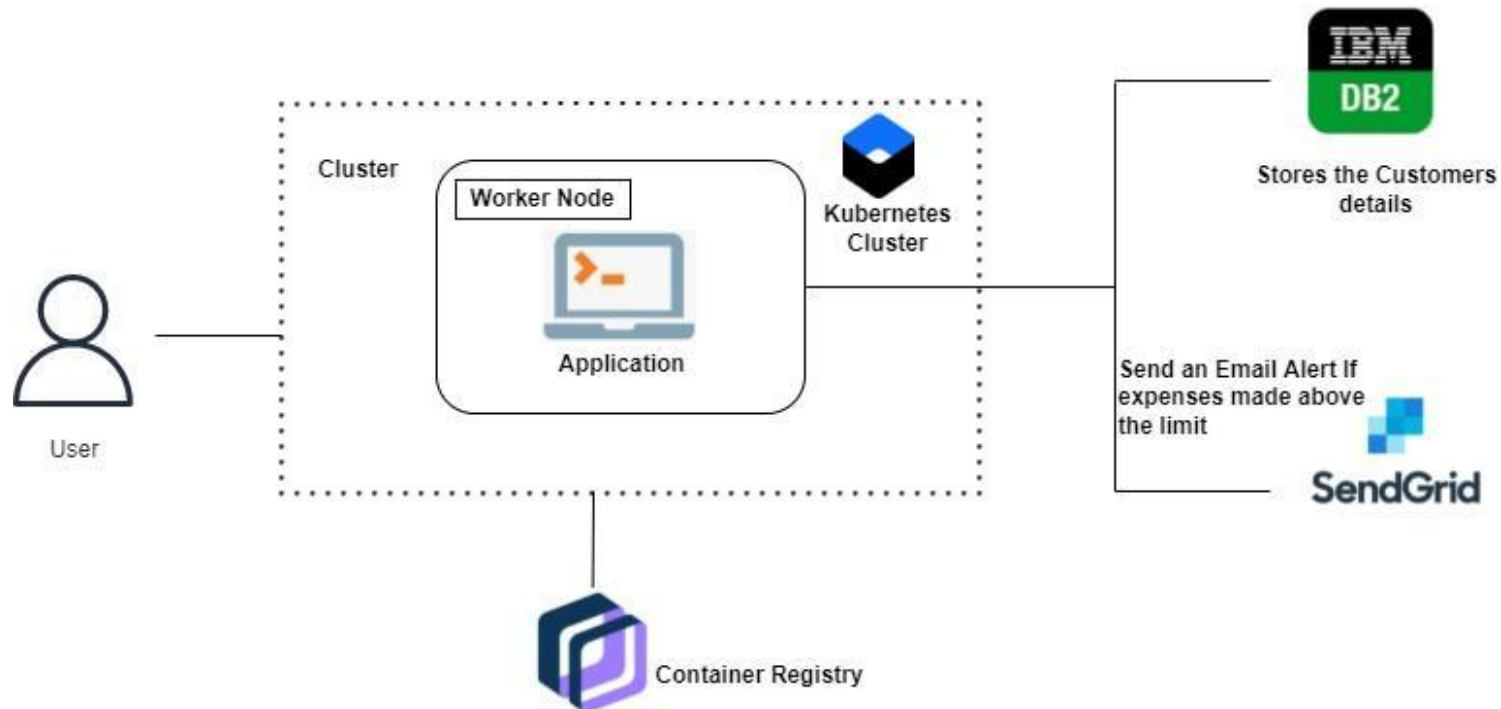 IBM
DB2
Stores the Customers
details
Cluster
Worker Node
Kubernetes
Cluster
Application
User
Send an Email Alert If
expenses made above
the limit
SendGrid
Container Registry